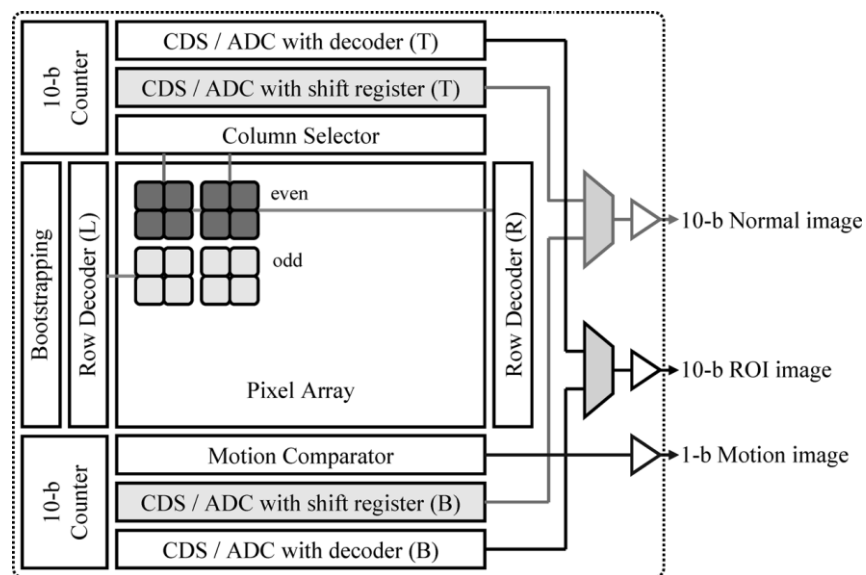 10-b
Counter
CDS / ADC with decoder (T)
CDS / ADC with shift register (T)
Column Selector
Bootstrapping
Row Decoder (L)
even
odd
Pixel Array
Row Decoder (R)
10-b Normal image
10-b ROI image
1-b Motion image
10-b
Counter
Motion Comparator
CDS / ADC with shift register (B)
CDS / ADC with decoder (B)